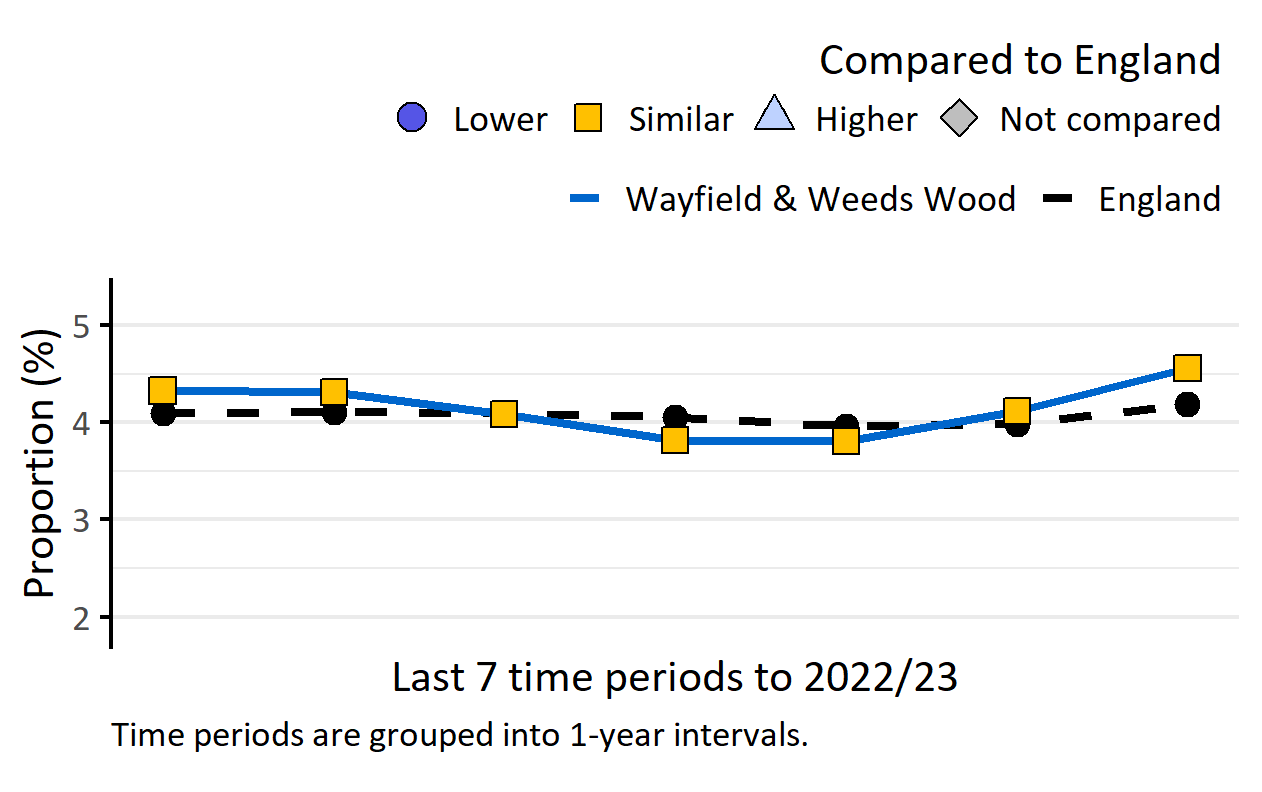 Compared to England
Lower Similar Higher Not compared
Wayfield & Weeds Wood England
Proportion (%)
5
4
3
2
Last 7 time periods to 2022/23
Time periods are grouped into 1-year intervals.